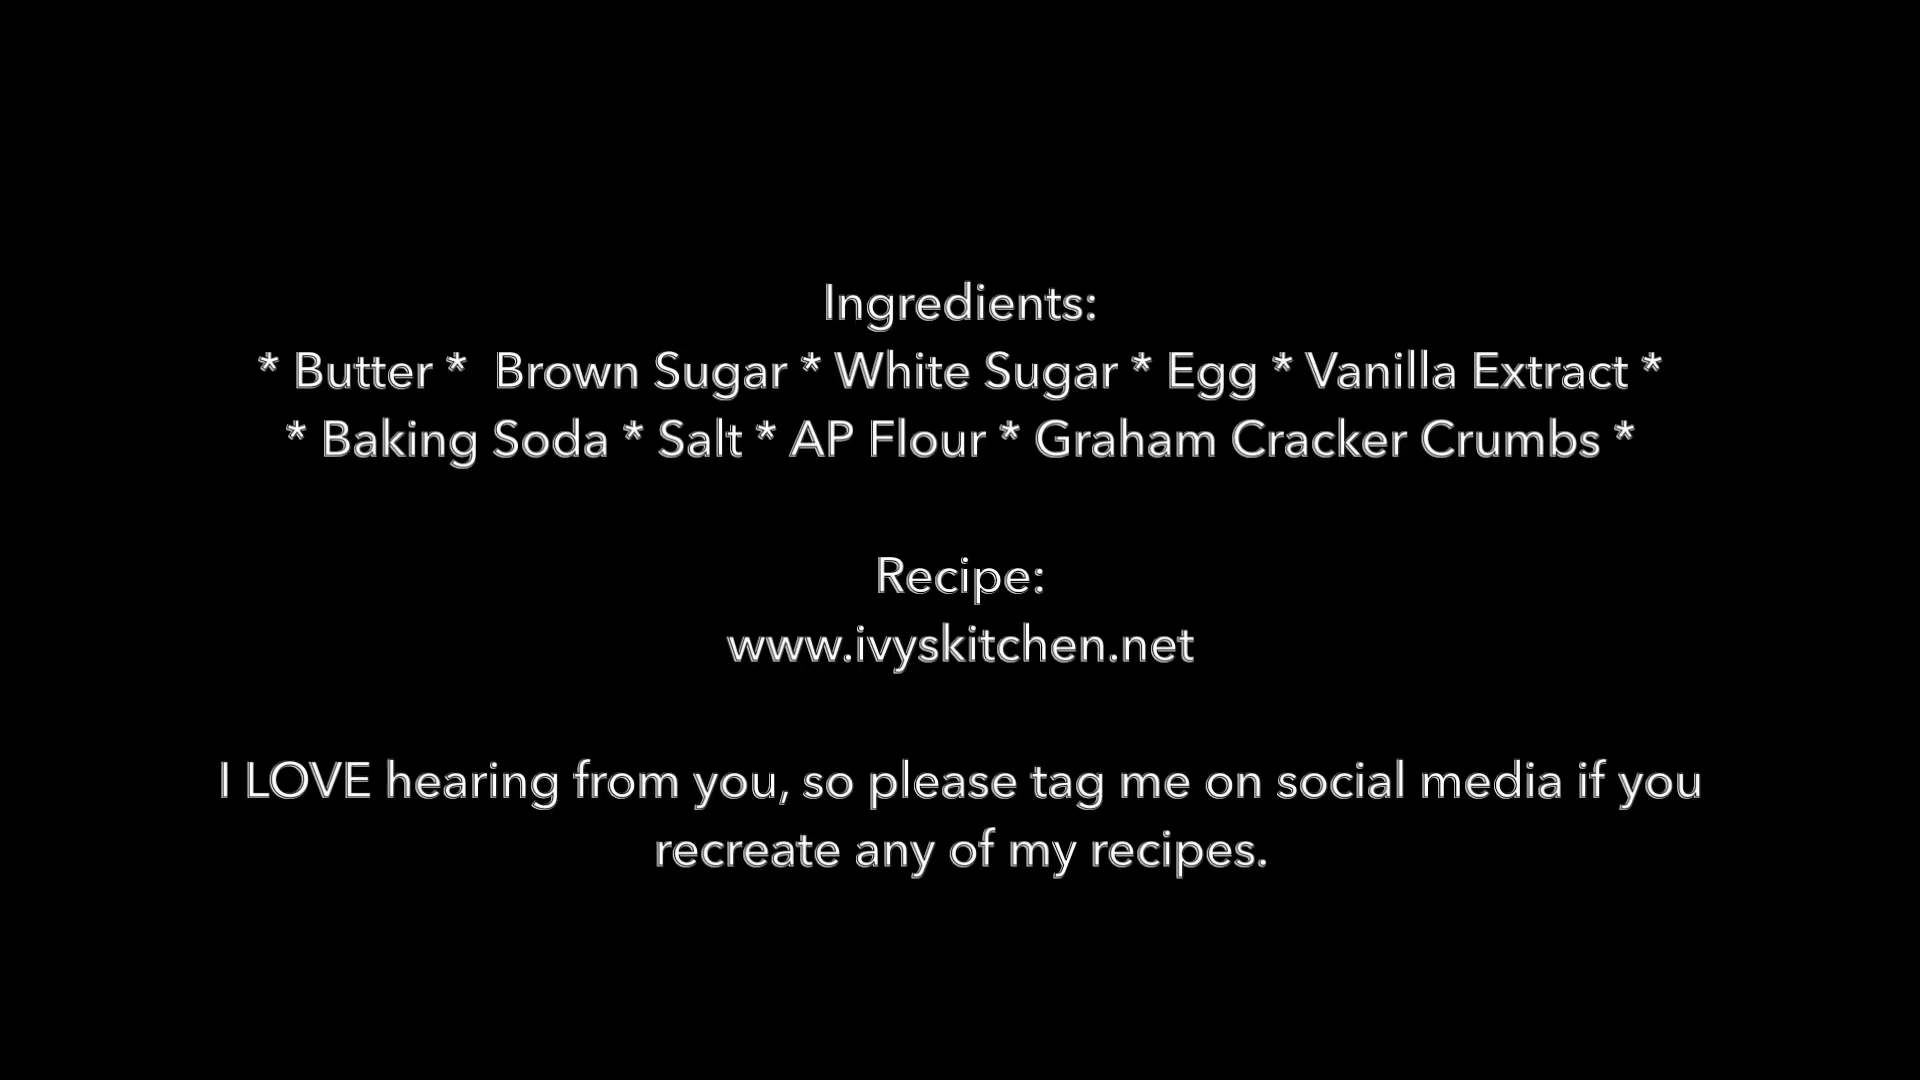 Ingredients:
* Butter *  Brown Sugar * White Sugar * Egg * Vanilla Extract *
* Baking Soda * Salt * AP Flour * Graham Cracker Crumbs *
Recipe:
www.ivyskitchen.net
I LOVE hearing from you, so please tag me on social media if you
recreate any of my recipes.